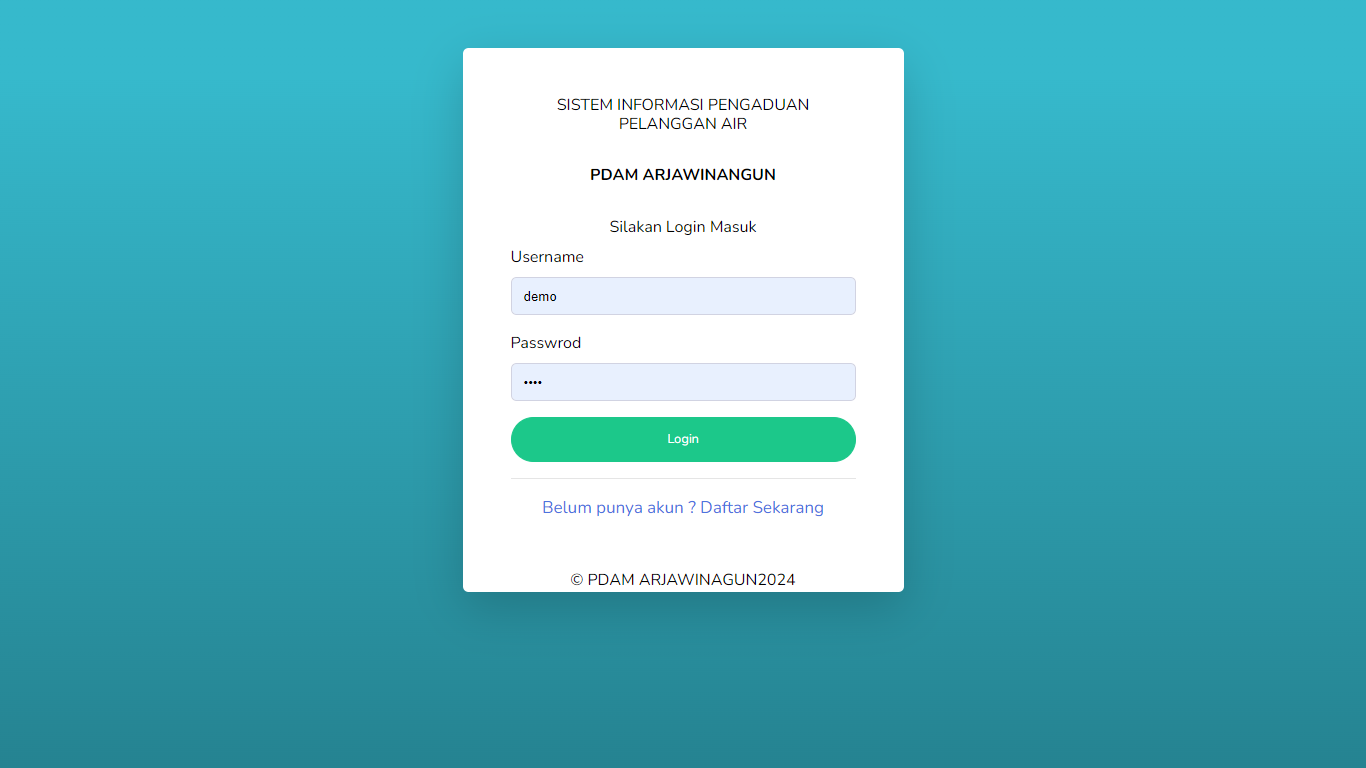 SISTEM INFORMASI PENGADUAN
PELANGGAN AIR
PDAM ARJAWINANGUN
Silakan Login Masuk
Username
demo
Passwrod
••••
Login
Belum punya akun ? Daftar Sekarang
© PDAM ARJAWINAGUN2024